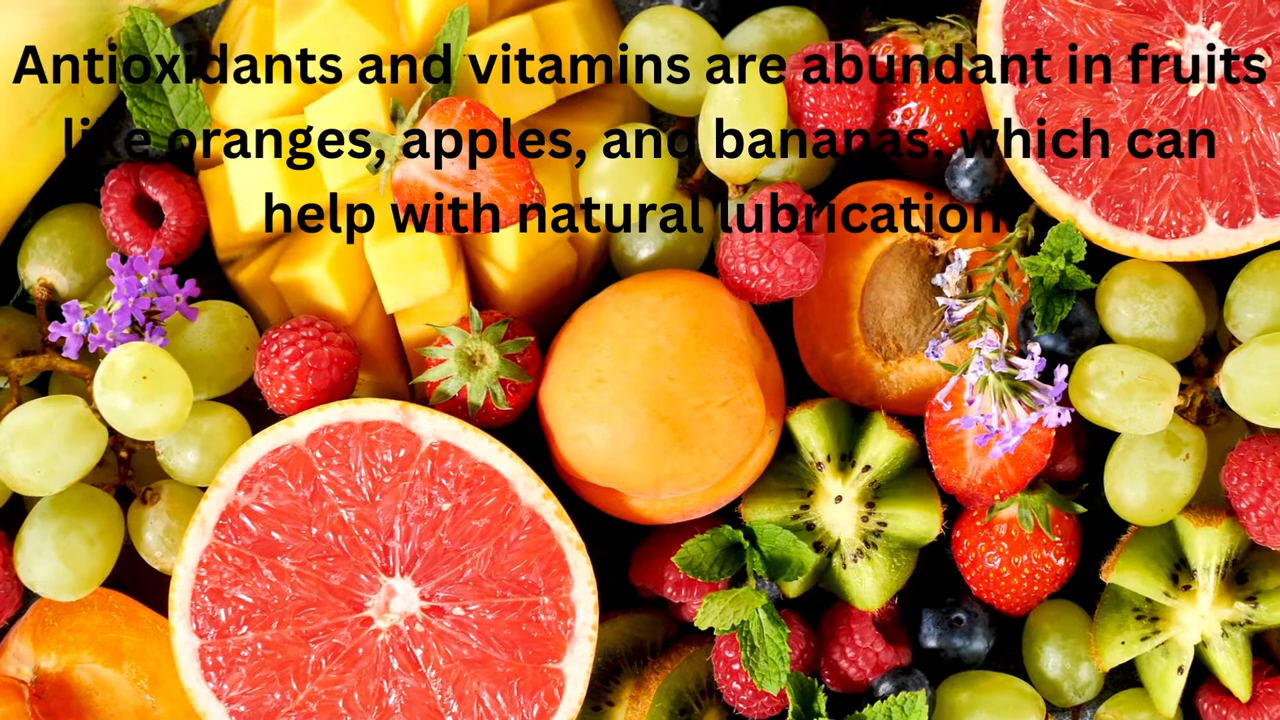 Antioxidants and vitamins are abundant in fruits
like oranges, apples, and bananas, which can
help with natural lubrication.